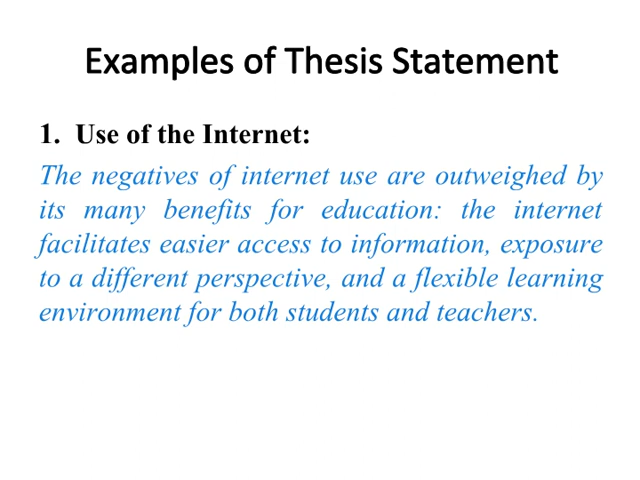 Examples of Thesis Statement
1. Use of the Internet:
The negatives of internet use are outweighed by
its many benefits for education: the internet
facilitates easier access to information, exposure
to a different perspective, and a flexible learning
environment for both students and teachers.